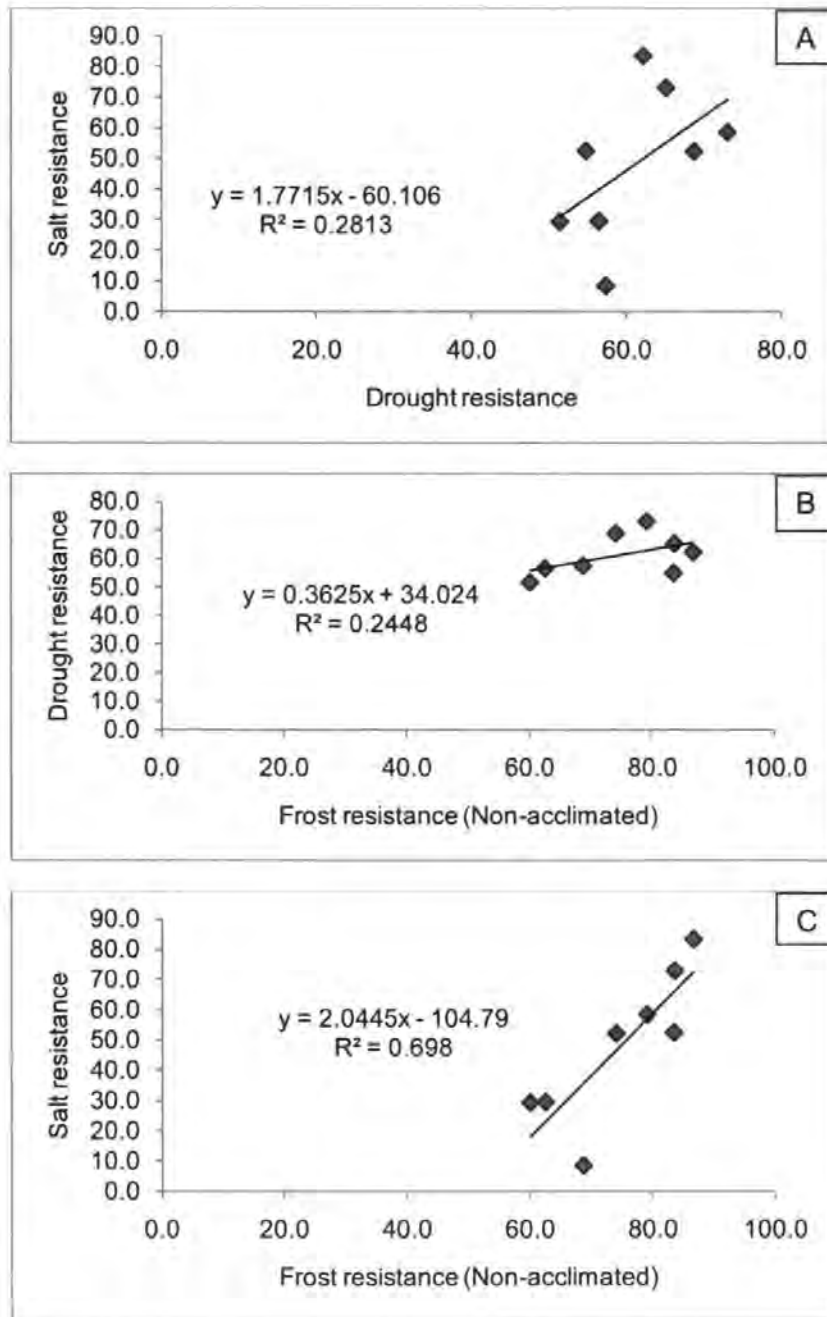 A
90.0
80.0
70.0
60.0
50.0
40.0
30.0
20.0
10.0
0.0
Salt resistance
y = 1.7715x - 60.106
R² = 0.2813
0.0 20.0 40.0 60.0 80.0
Drought resistance
B
80.0
70.0
60.0
50.0
40.0
30.0
20.0
10.0
0.0
Drought resistance
y = 0.3625x + 34.024
R² = 0.2448
0.0 20.0 40.0 60.0 80.0 100.0
Frost resistance (Non-acclimated)
C
90.0
80.0
70.0
60.0
50.0
40.0
30.0
20.0
10.0
0.0
Salt resistance
y = 2.0445x - 104.79
R² = 0.698
0.0 20.0 40.0 60.0 80.0 100.0
Frost resistance (Non-acclimated)